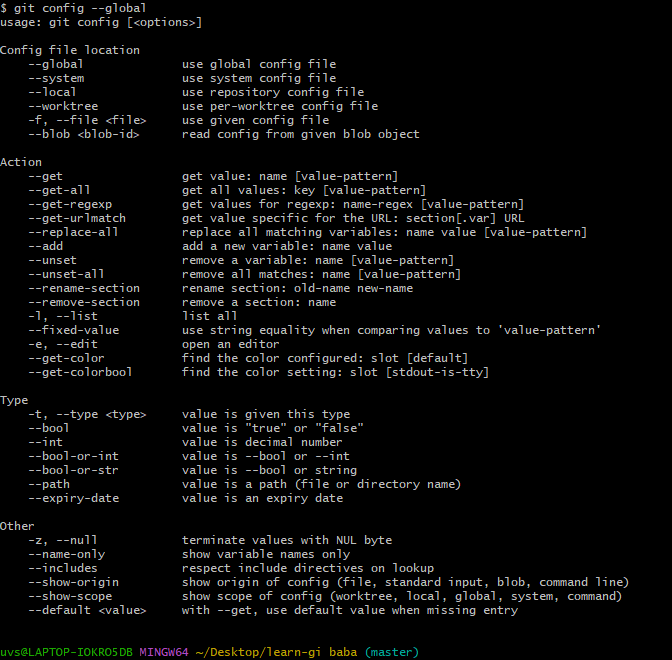 $ git config --global
usage: git config [<options>]

Config file location
    --global              use global config file
    --system              use system config file
    --local               use repository config file
    --worktree            use per-worktree config file
    -f, --file <file>     use given config file
    --blob <blob-id>      read config from given blob object

Action
    --get                 get value: name [value-pattern]
    --get-all             get all values: key [value-pattern]
    --get-regexp          get values for regexp: name-regex [value-pattern]
    --get-urlmatch        get value specific for the URL: section[.var] URL
    --replace-all         replace all matching variables: name value [value-pattern]
    --add                 add a new variable: name value
    --unset               remove a variable: name [value-pattern]
    --unset-all           remove all matches: name [value-pattern]
    --rename-section      rename section: old-name new-name
    --remove-section      remove a section: name
    -l, --list            list all
    --fixed-value         use string equality when comparing values to 'value-pattern'
    -e, --edit            open an editor
    --get-color           find the color configured: slot [default]
    --get-colorbool       find the color setting: slot [stdout-is-tty]

Type
    -t, --type <type>     value is given this type
    --bool                value is "true" or "false"
    --int                 value is decimal number
    --bool-or-int         value is --bool or --int
    --bool-or-str         value is --bool or string
    --path                value is a path (file or directory name)
    --expiry-date         value is an expiry date

Other
    -z, --null            terminate values with NUL byte
    --name-only           show variable names only
    --includes            respect include directives on lookup
    --show-origin         show origin of config (file, standard input, blob, command line)
    --show-scope          show scope of config (worktree, local, global, system, command)
    --default <value>     with --get, use default value when missing entry

uvs@LAPTOP-IOKRO5DB MINGW64 ~/Desktop/learn-gi baba (master)